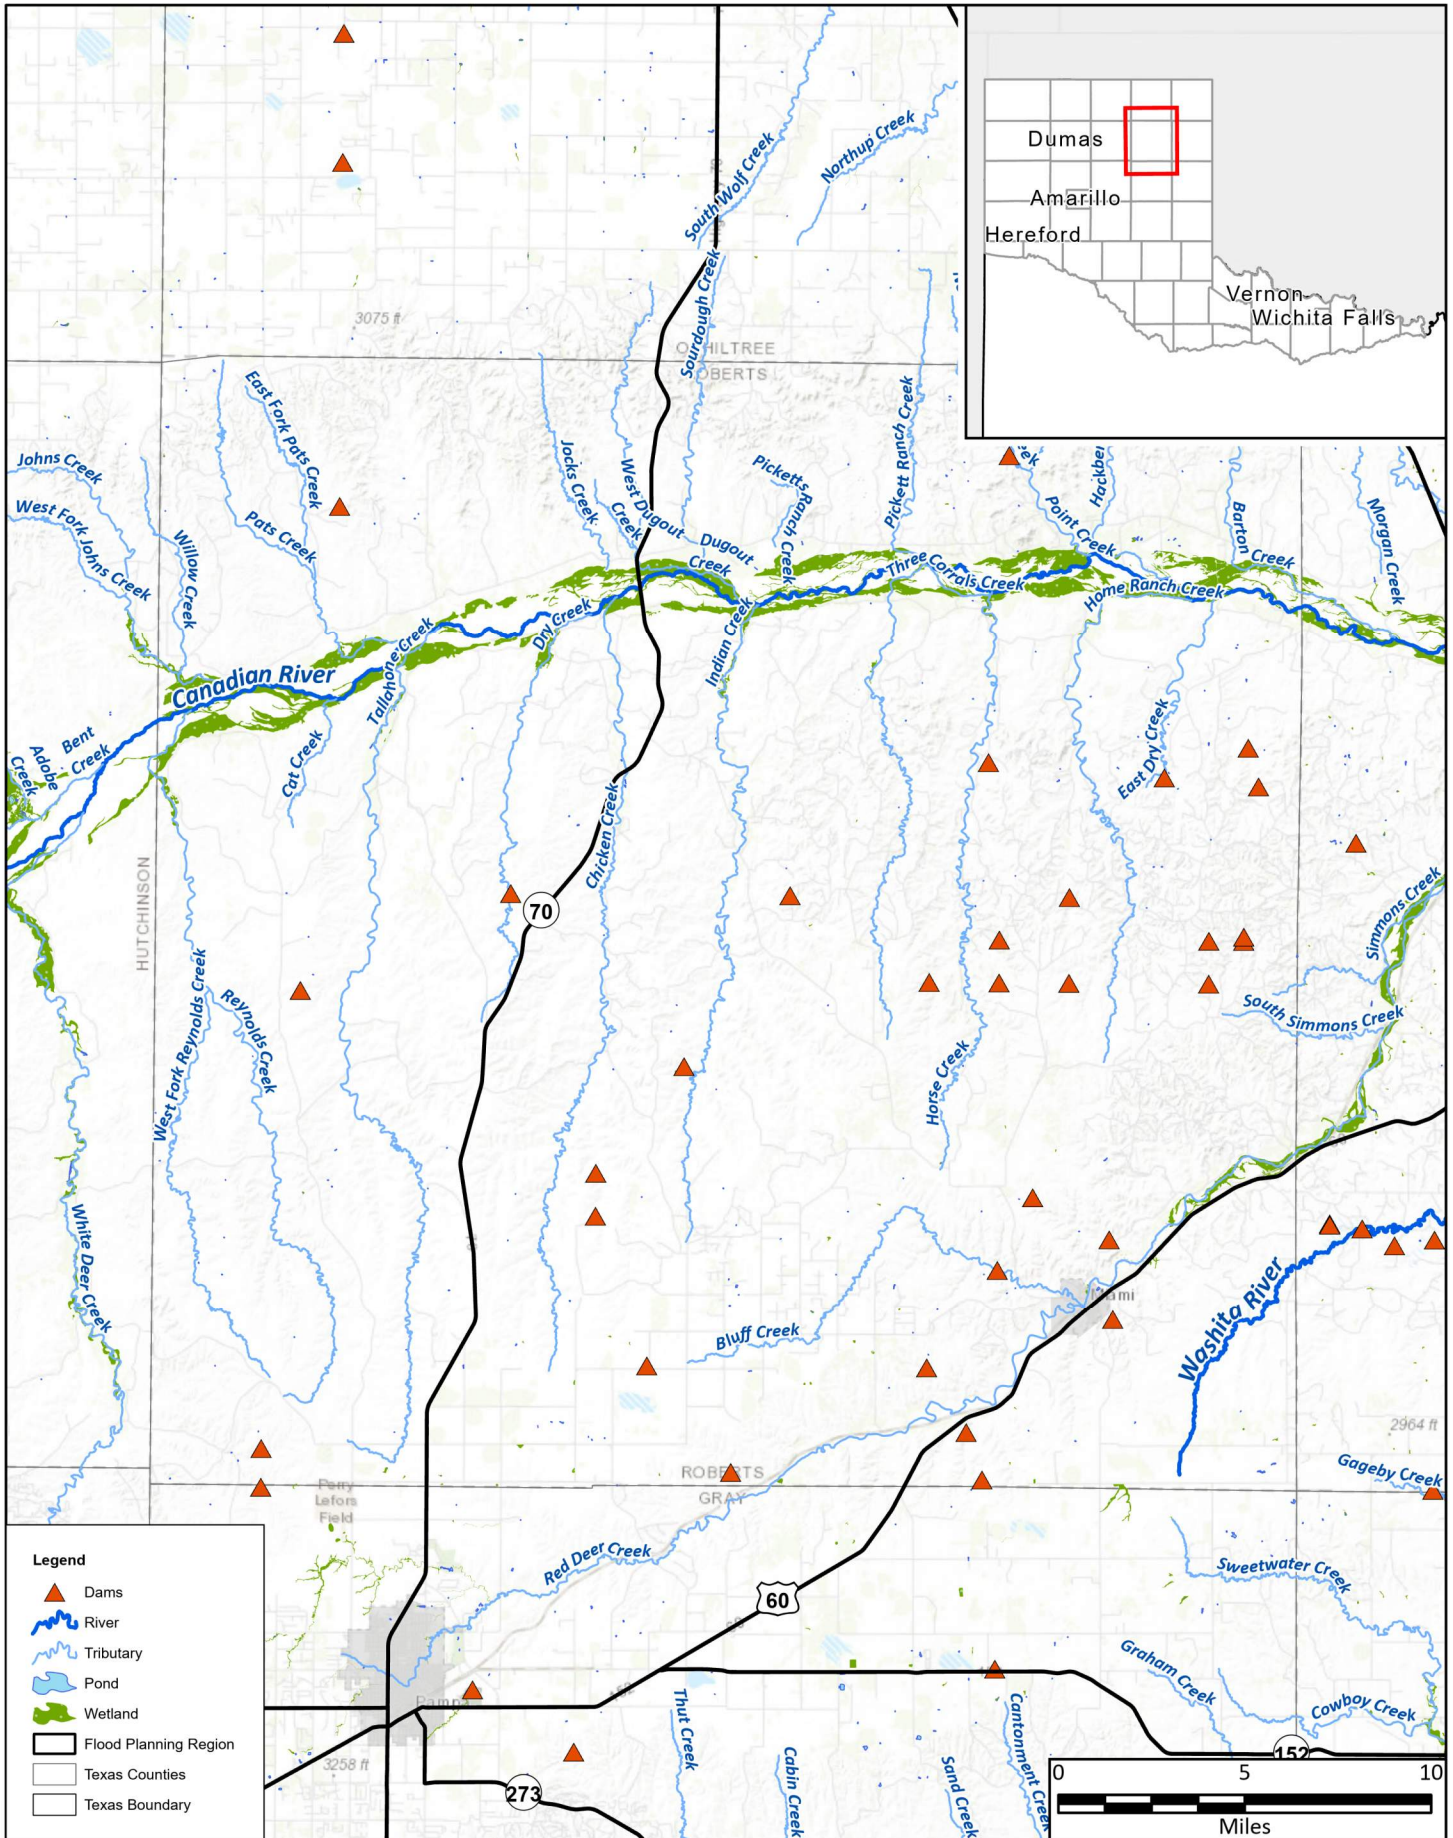 South Wolf Creek
Northup Creek
Dumas
Amarillo
Hereford
Vernon
Wichita Falls
3075 ft
Sourdough Creek
OCHILTREE
ROBERTS
East Fork Pats Creek
Johns Creek
West Fork Johns Creek
Willow Creek
Pats Creek
Jocks Creek
West Dugout
Creek
Dugout
Creek
Picketts Ranch Creek
Pickett Ranch Creek
Point Creek
Barton Creek
Morgan Creek
Three Corrals Creek
Home Ranch Creek
Dry Creek
Indian Creek
Tallahone Creek
Canadian River
Cat Creek
Bent
Creek
Adobe
Creek
East Dry Creek
Chicken Creek
70
HUTCHINSON
Simmons Creek
South Simmons Creek
West Fork Reynolds Creek
Reynolds Creek
Horse Creek
White Deer Creek
Bluff Creek
Miami
Washita River
2964 ft
Gageby Creek
ROBERTS
GRAY
Perry
Lefors
Field
Red Deer Creek
Sweetwater Creek
60
Graham Creek
Cowboy Creek
Pampa
Thut Creek
Cabin Creek
Sand Creek
Cantonment Creek
152
3258 ft
273
Legend
Dams
River
Tributary
Pond
Wetland
Flood Planning Region
Texas Counties
Texas Boundary
0 5 10
Miles